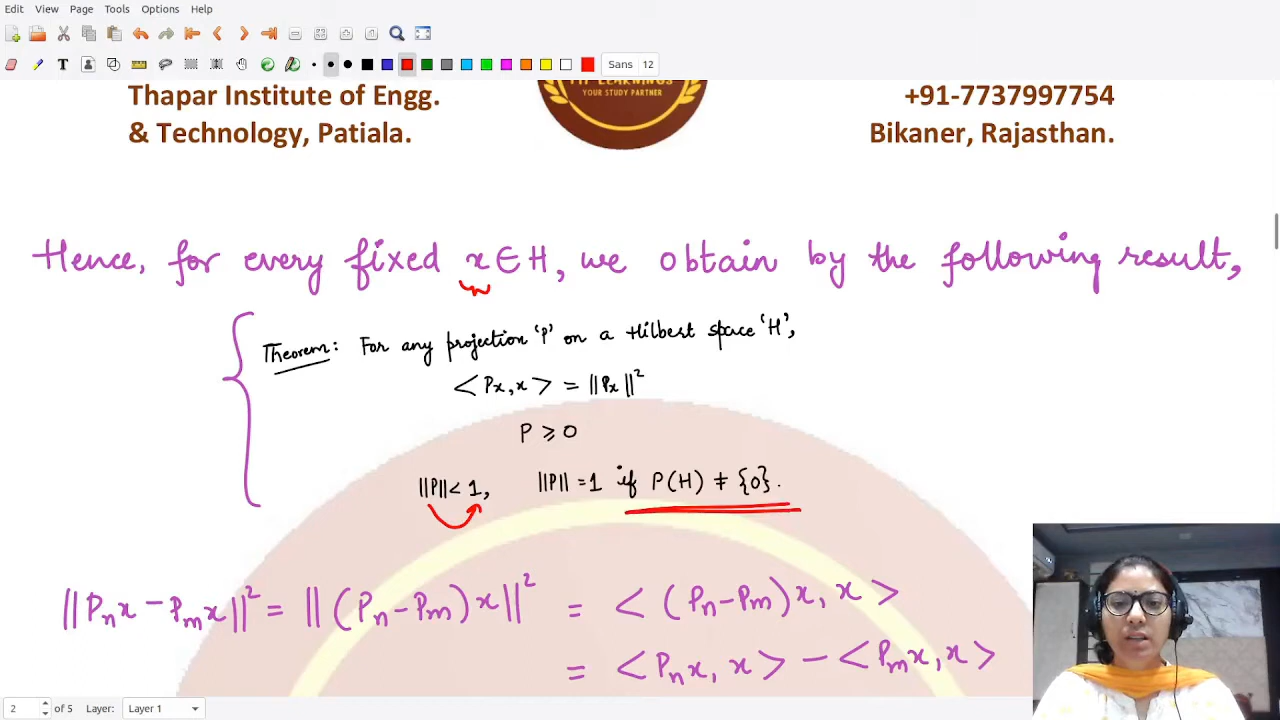 Edit View Page Tools Options Help
Sans 12
Thapar Institute of Engg.
& Technology, Patiala.
YOUR STUDY PARTNER
+91-7737997754
Bikaner, Rajasthan.
Hence, for every fixed x∈H, we obtain by the following result,
Theorem: For any projection 'P' on a Hilbert space 'H',
<Px,x> = ||Px||²
P ≥ 0
||P|| < 1, ||P|| = 1 if P(H) ≠ {0}.
||Pₙx − Pₘx||² = ||(Pₙ−Pₘ)x||² = <(Pₙ−Pₘ)x, x>
= <Pₙx, x> − <Pₘx, x>
2 of 5 Layer: Layer 1